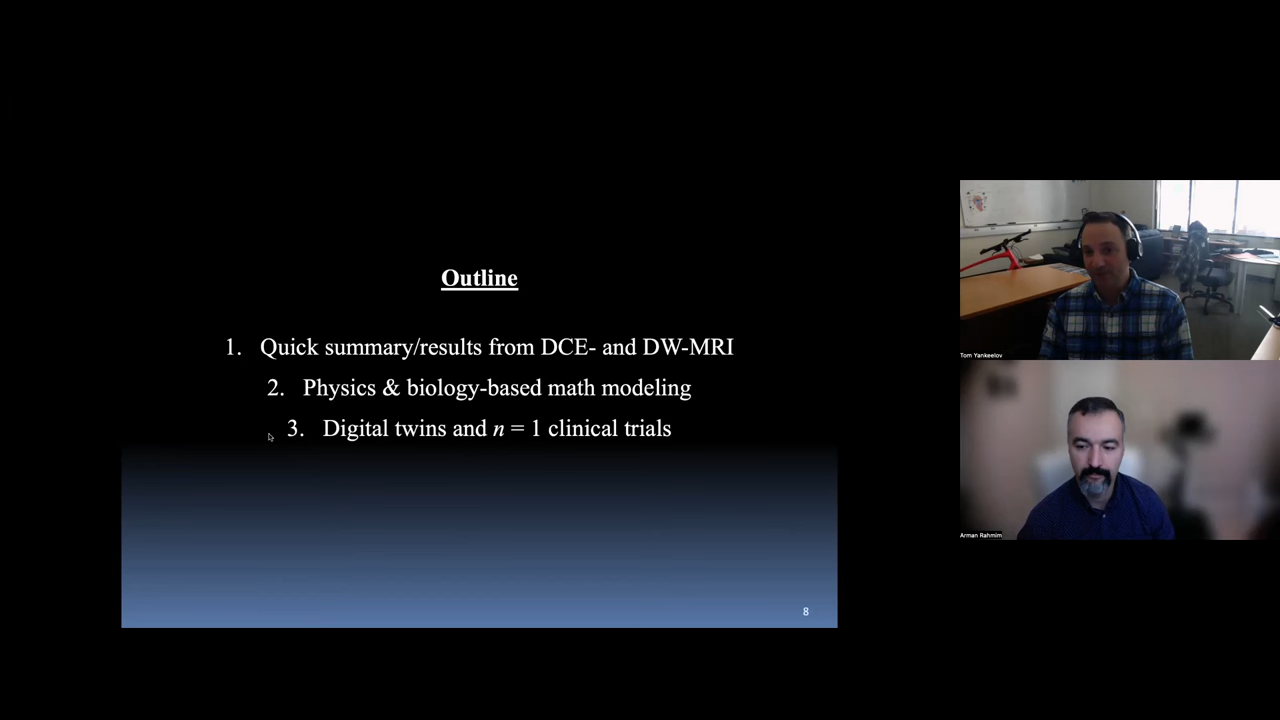 Outline
1. Quick summary/results from DCE- and DW-MRI
2. Physics & biology-based math modeling
3. Digital twins and n = 1 clinical trials
8
Tom Yankeelov
Arman Rahmim